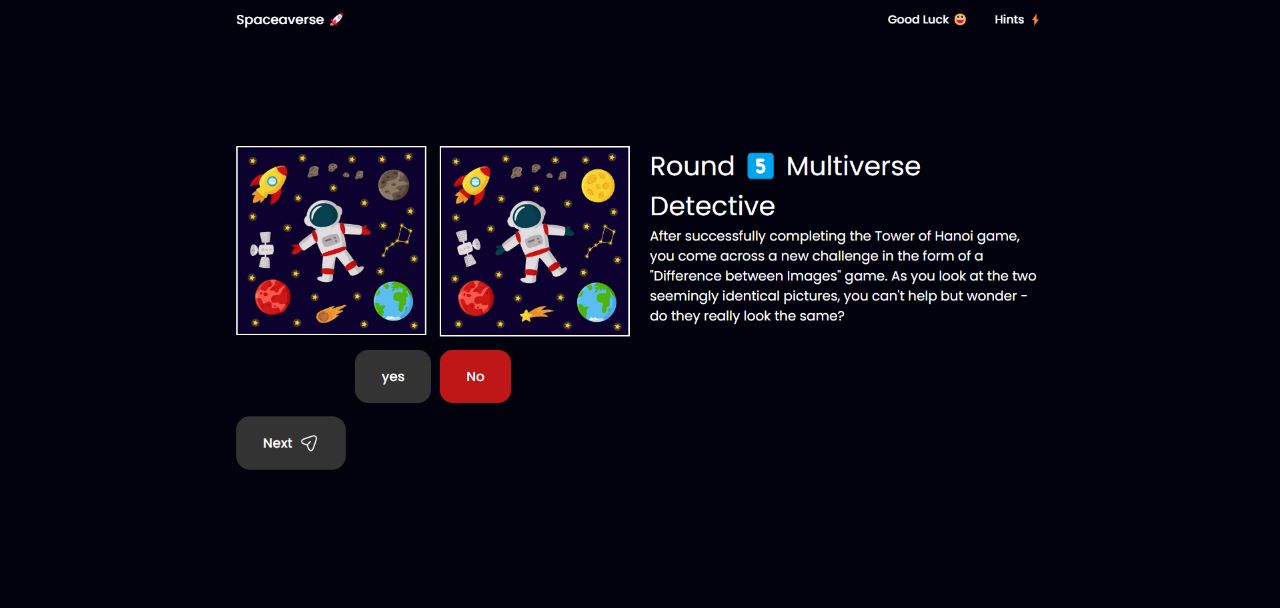 Spaceaverse 🚀
Good Luck 😀
Hints ⚡
Round 5️⃣ Multiverse
Detective
After successfully completing the Tower of Hanoi game,
you come across a new challenge in the form of a
"Difference between Images" game. As you look at the two
seemingly identical pictures, you can't help but wonder -
do they really look the same?
yes
No
Next